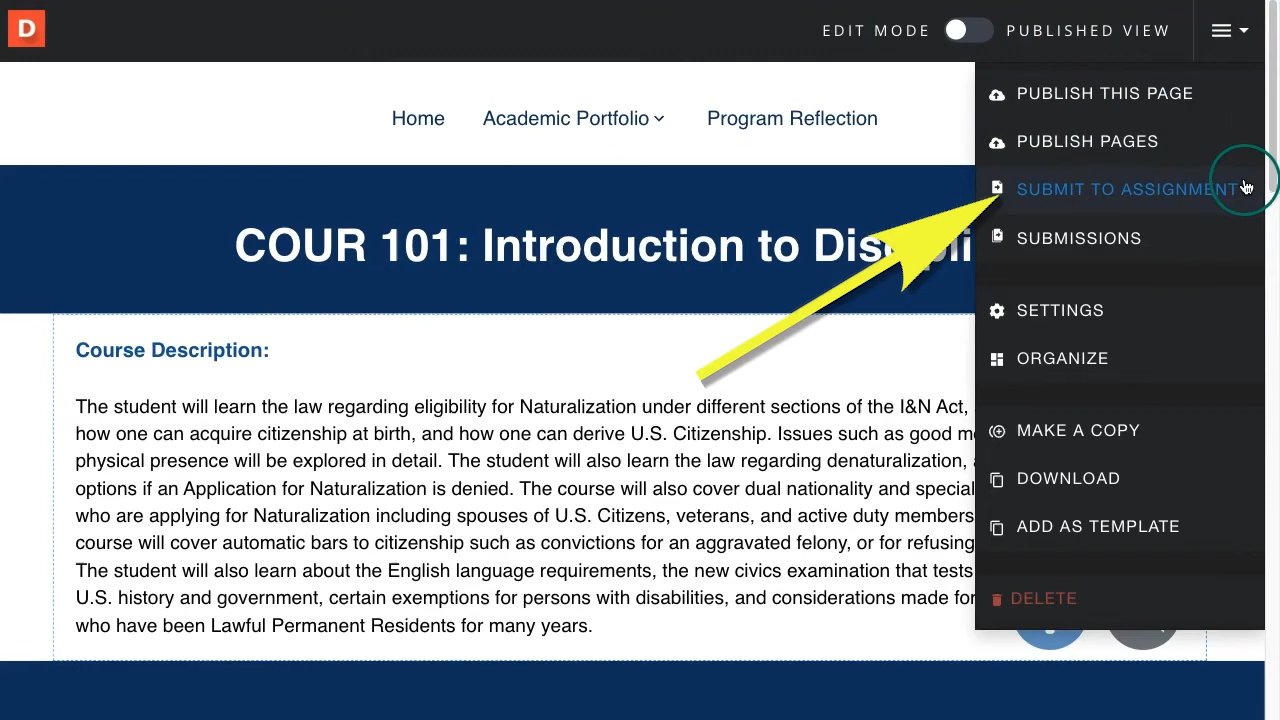 D
EDIT MODE PUBLISHED VIEW
Home Academic Portfolio Program Reflection
COUR 101: Introduction to
Course Description:
The student will learn the law regarding eligibility for Naturalization under different sections of the I&N Act,
how one can acquire citizenship at birth, and how one can derive U.S. Citizenship. Issues such as good
physical presence will be explored in detail. The student will also learn the law regarding denaturalization,
options if an Application for Naturalization is denied. The course will also cover dual nationality and special
who are applying for Naturalization including spouses of U.S. Citizens, veterans, and active duty members
course will cover automatic bars to citizenship such as convictions for an aggravated felony, or for refusing
The student will also learn about the English language requirements, the new civics examination that tests
U.S. history and government, certain exemptions for persons with disabilities, and considerations made for
who have been Lawful Permanent Residents for many years.
PUBLISH THIS PAGE
PUBLISH PAGES
SUBMIT TO ASSIGNMENT
SUBMISSIONS
SETTINGS
ORGANIZE
MAKE A COPY
DOWNLOAD
ADD AS TEMPLATE
DELETE